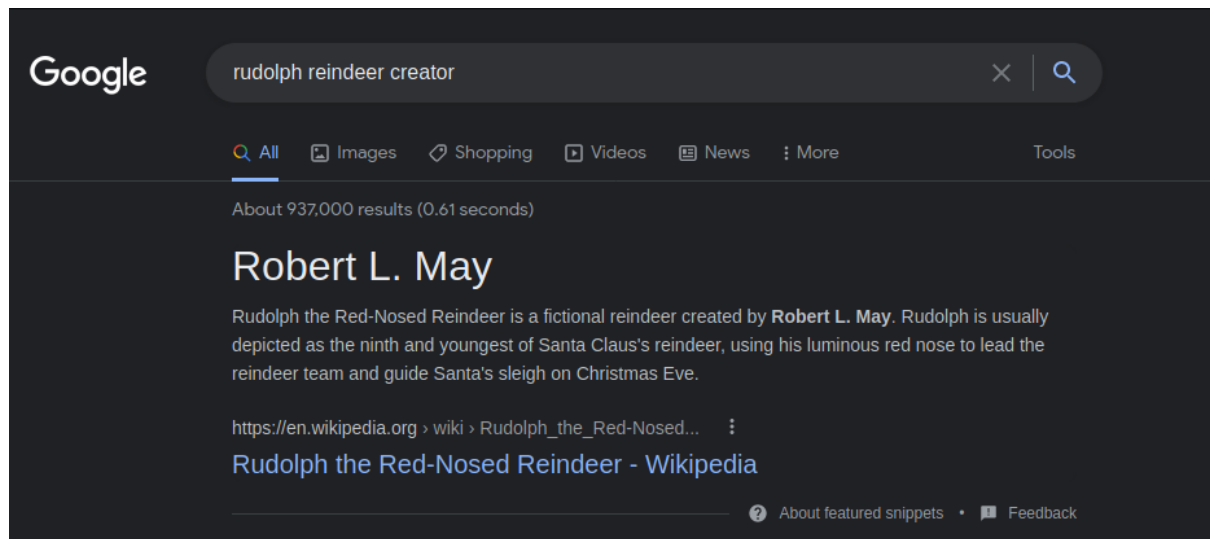 Google
rudolph reindeer creator
All Images Shopping Videos News More Tools
About 937,000 results (0.61 seconds)
Robert L. May
Rudolph the Red-Nosed Reindeer is a fictional reindeer created by Robert L. May. Rudolph is usually
depicted as the ninth and youngest of Santa Claus's reindeer, using his luminous red nose to lead the
reindeer team and guide Santa's sleigh on Christmas Eve.
https://en.wikipedia.org › wiki › Rudolph_the_Red-Nosed...
Rudolph the Red-Nosed Reindeer - Wikipedia
About featured snippets • Feedback